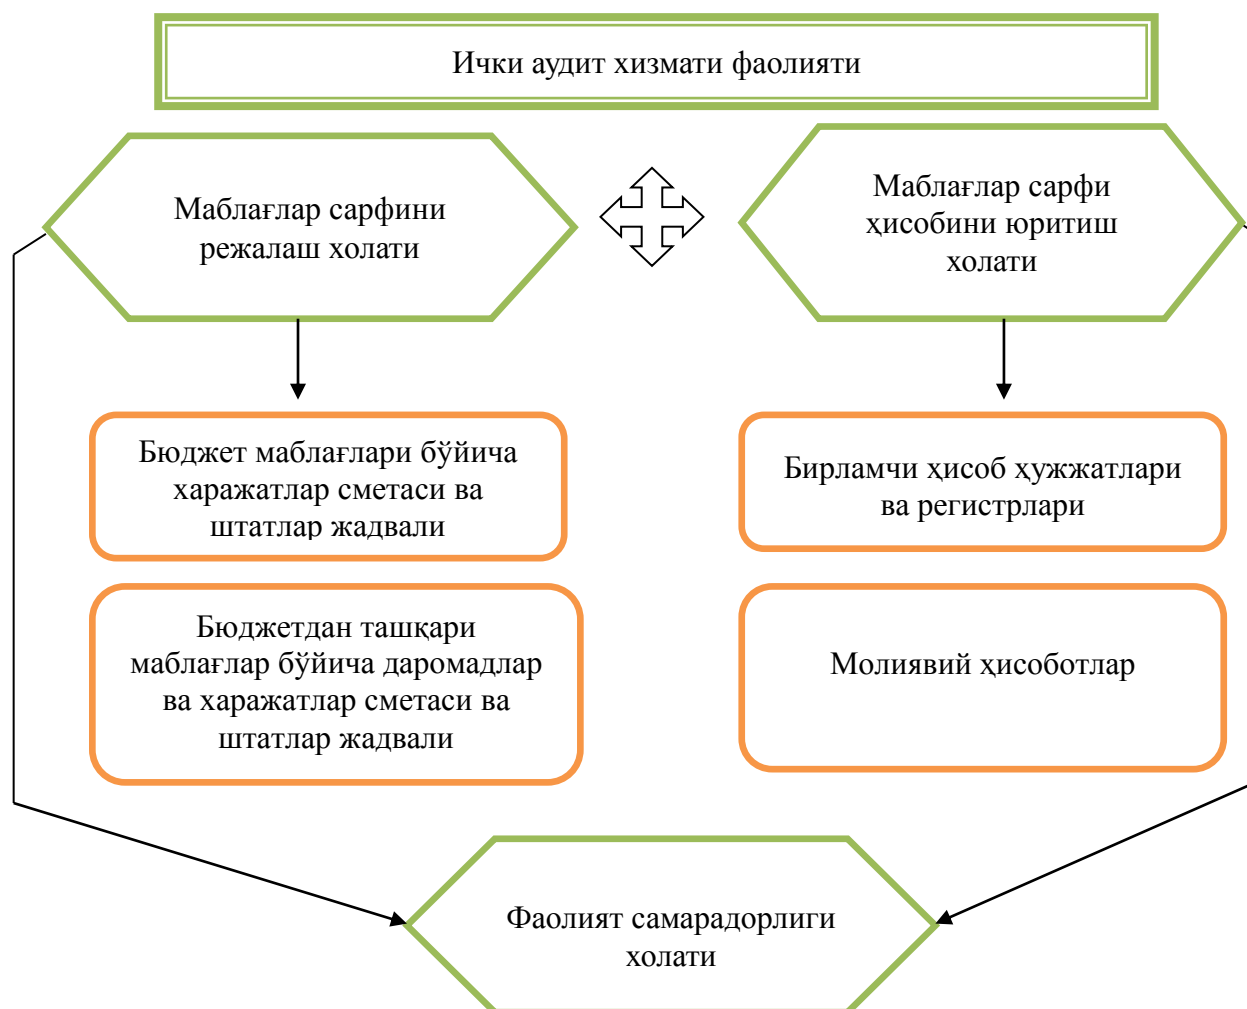 Ички аудит хизмати фаолияти
Маблағлар сарфини
режалаш холати
Маблағлар сарфи
ҳисобини юритиш
холати
Бюджет маблағлари бўйича
харажатлар сметаси ва
штатлар жадвали
Бирламчи ҳисоб ҳужжатлари
ва регистрлари
Бюджетдан ташқари
маблағлар бўйича даромадлар
ва харажатлар сметаси ва
штатлар жадвали
Молиявий ҳисоботлар
Фаолият самарадорлиги
холати